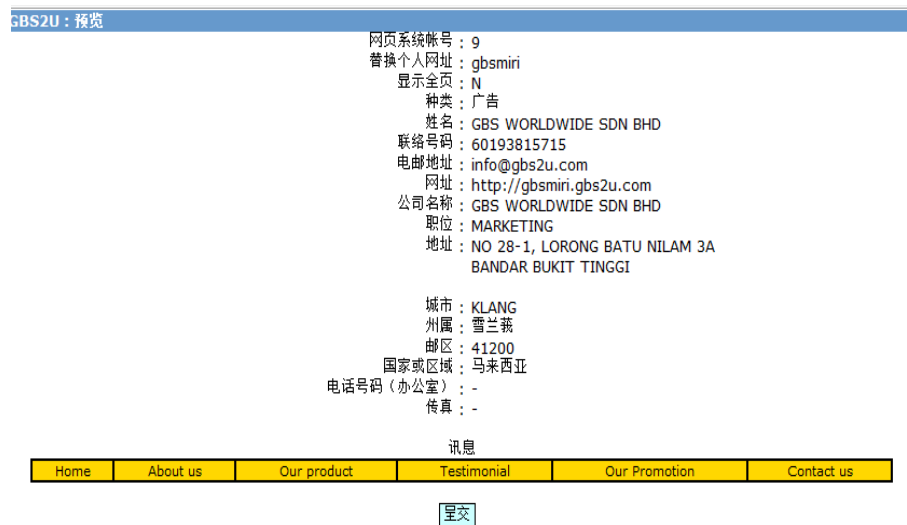 GBS2U : 预览
网页系统帐号 : 9
替换个人网址 : gbsmiri
显示全页 : N
种类 : 广告
姓名 : GBS WORLDWIDE SDN BHD
联络号码 : 60193815715
电邮地址 : info@gbs2u.com
网址 : http://gbsmiri.gbs2u.com
公司名称 : GBS WORLDWIDE SDN BHD
职位 : MARKETING
地址 : NO 28-1, LORONG BATU NILAM 3A
BANDAR BUKIT TINGGI
城市 : KLANG
州属 : 雪兰莪
邮区 : 41200
国家或区域 : 马来西亚
电话号码（办公室） : -
传真 : -
讯息
Home About us Our product Testimonial Our Promotion Contact us
呈交